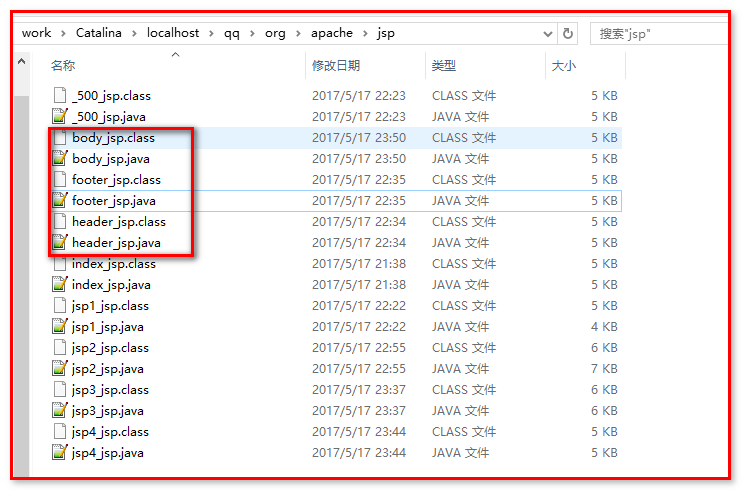 work > Catalina > localhost > qq > org > apache > jsp 搜索"jsp"
名称 修改日期 类型 大小
_500_jsp.class 2017/5/17 22:23 CLASS 文件 5 KB
_500_jsp.java 2017/5/17 22:23 JAVA 文件 5 KB
body_jsp.class 2017/5/17 23:50 CLASS 文件 5 KB
body_jsp.java 2017/5/17 23:50 JAVA 文件 5 KB
footer_jsp.class 2017/5/17 22:35 CLASS 文件 5 KB
footer_jsp.java 2017/5/17 22:35 JAVA 文件 5 KB
header_jsp.class 2017/5/17 22:34 CLASS 文件 5 KB
header_jsp.java 2017/5/17 22:34 JAVA 文件 5 KB
index_jsp.class 2017/5/17 21:38 CLASS 文件 5 KB
index_jsp.java 2017/5/17 21:38 JAVA 文件 5 KB
jsp1_jsp.class 2017/5/17 22:22 CLASS 文件 5 KB
jsp1_jsp.java 2017/5/17 22:22 JAVA 文件 4 KB
jsp2_jsp.class 2017/5/17 22:55 CLASS 文件 6 KB
jsp2_jsp.java 2017/5/17 22:55 JAVA 文件 7 KB
jsp3_jsp.class 2017/5/17 23:37 CLASS 文件 6 KB
jsp3_jsp.java 2017/5/17 23:37 JAVA 文件 6 KB
jsp4_jsp.class 2017/5/17 23:44 CLASS 文件 5 KB
jsp4_jsp.java 2017/5/17 23:44 JAVA 文件 5 KB